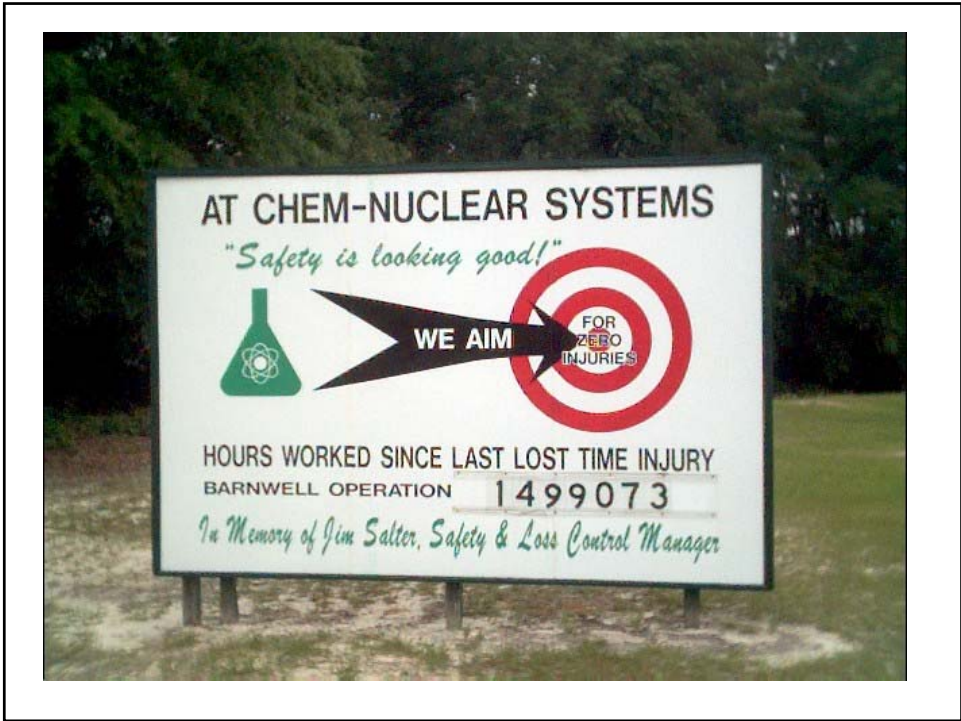 AT CHEM-NUCLEAR SYSTEMS
"Safety is looking good!"
WE AIM
FOR
ZERO
INJURIES
HOURS WORKED SINCE LAST LOST TIME INJURY
BARNWELL OPERATION 1499073
In Memory of Jim Salter, Safety & Loss Control Manager